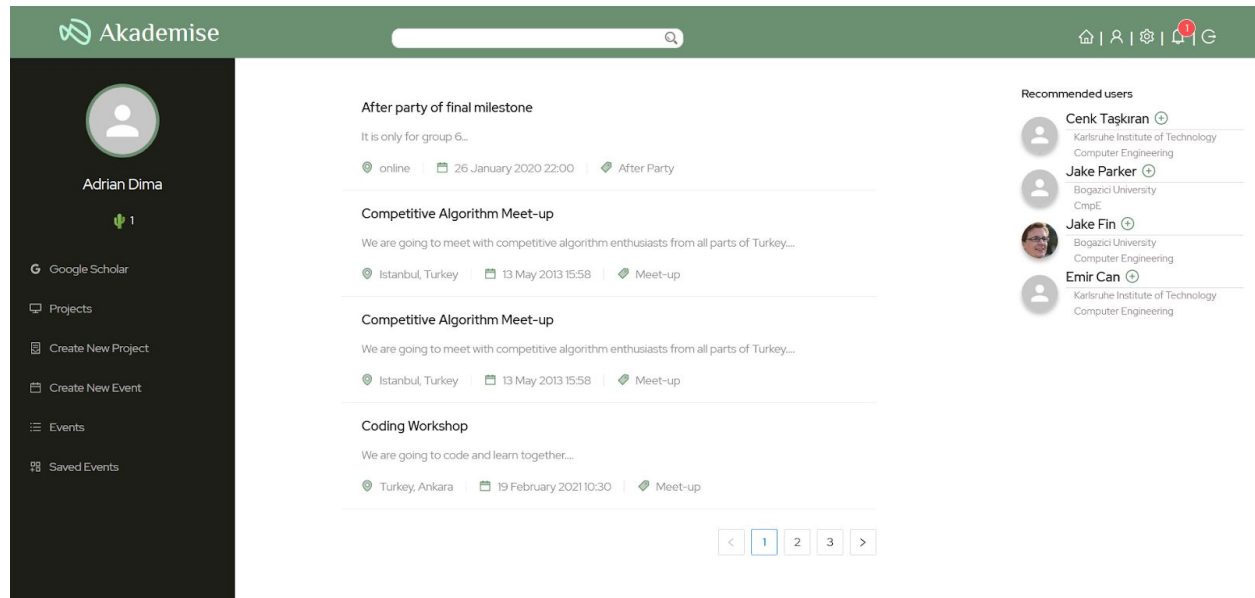 Akademise
1
Adrian Dima
1
Google Scholar
Projects
Create New Project
Create New Event
Events
Saved Events
After party of final milestone
It is only for group 6...
online 26 January 2020 22:00 After Party
Competitive Algorithm Meet-up
We are going to meet with competitive algorithm enthusiasts from all parts of Turkey....
Istanbul, Turkey 13 May 2013 15:58 Meet-up
Competitive Algorithm Meet-up
We are going to meet with competitive algorithm enthusiasts from all parts of Turkey....
Istanbul, Turkey 13 May 2013 15:58 Meet-up
Coding Workshop
We are going to code and learn together....
Turkey, Ankara 19 February 2021 10:30 Meet-up
< 1 2 3 >
Recommended users
Cenk Taşkıran
Karlsruhe Institute of Technology
Computer Engineering
Jake Parker
Bogazici University
CmpE
Jake Fin
Bogazici University
Computer Engineering
Emir Can
Karlsruhe Institute of Technology
Computer Engineering